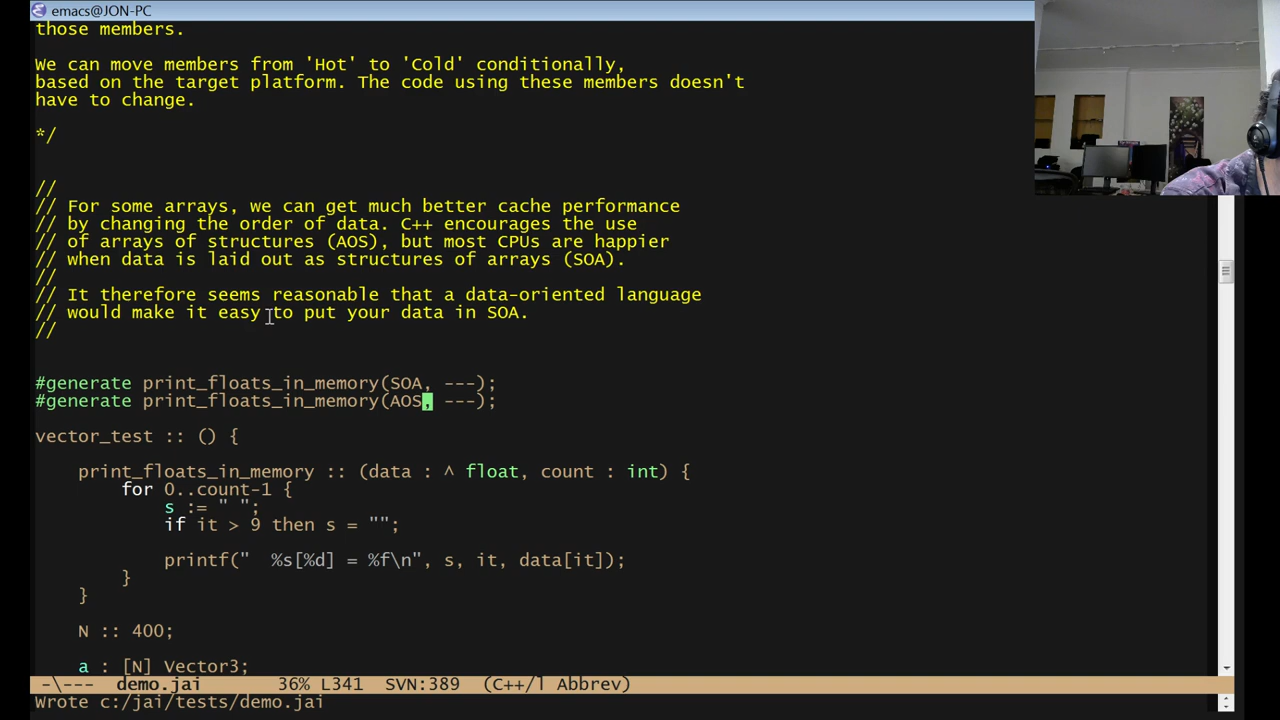 emacs@JON-PC
those members.
We can move members from 'Hot' to 'Cold' conditionally,
based on the target platform. The code using these members doesn't
have to change.
*/
//
// For some arrays, we can get much better cache performance
// by changing the order of data. C++ encourages the use
// of arrays of structures (AOS), but most CPUs are happier
// when data is laid out as structures of arrays (SOA).
//
// It therefore seems reasonable that a data-oriented language
// would make it easy to put your data in SOA.
//
#generate print_floats_in_memory(SOA, ---);
#generate print_floats_in_memory(AOS, ---);
vector_test :: () {
print_floats_in_memory :: (data : ^ float, count : int) {
for 0..count-1 {
s := " ";
if it > 9 then s = "";
printf("  %s[%d] = %f\n", s, it, data[it]);
}
}
N :: 400;
a : [N] Vector3;
-\--- demo.jai 36% L341 SVN:389 (C++/l Abbrev)
Wrote c:/jai/tests/demo.jai